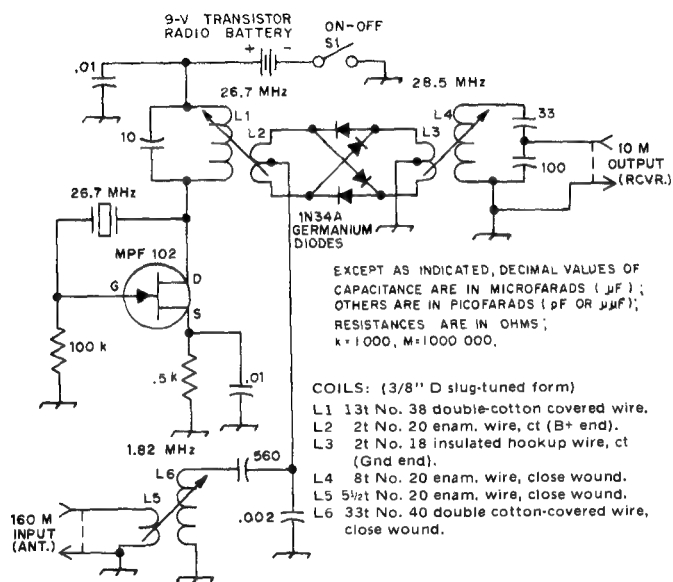 9-V TRANSISTOR
RADIO BATTERY
ON-OFF
S1
+
-
.01
26.7 MHz
28.5 MHz
L1
L2
L3
L4
10
33
100
10 M
OUTPUT
(RCVR.)
26.7 MHz
1N34A
GERMANIUM
DIODES
MPF 102
G
D
S
100 k
.5k
.01
EXCEPT AS INDICATED, DECIMAL VALUES OF
CAPACITANCE ARE IN MICROFARADS (µF);
OTHERS ARE IN PICOFARADS (pF OR µµF);
RESISTANCES ARE IN OHMS;
k=1000, M=1000 000.
1.82 MHz
L5
L6
560
.002
160 M
INPUT
(ANT.)
COILS: (3/8" D slug-tuned form)
L1 13t No. 38 double-cotton covered wire.
L2 2t No. 20 enam. wire, ct (B+ end).
L3 2t No. 18 insulated hookup wire, ct
(Gnd end).
L4 8t No. 20 enam. wire, close wound.
L5 5½t No. 20 enam. wire, close wound.
L6 33t No. 40 double cotton-covered wire,
close wound.